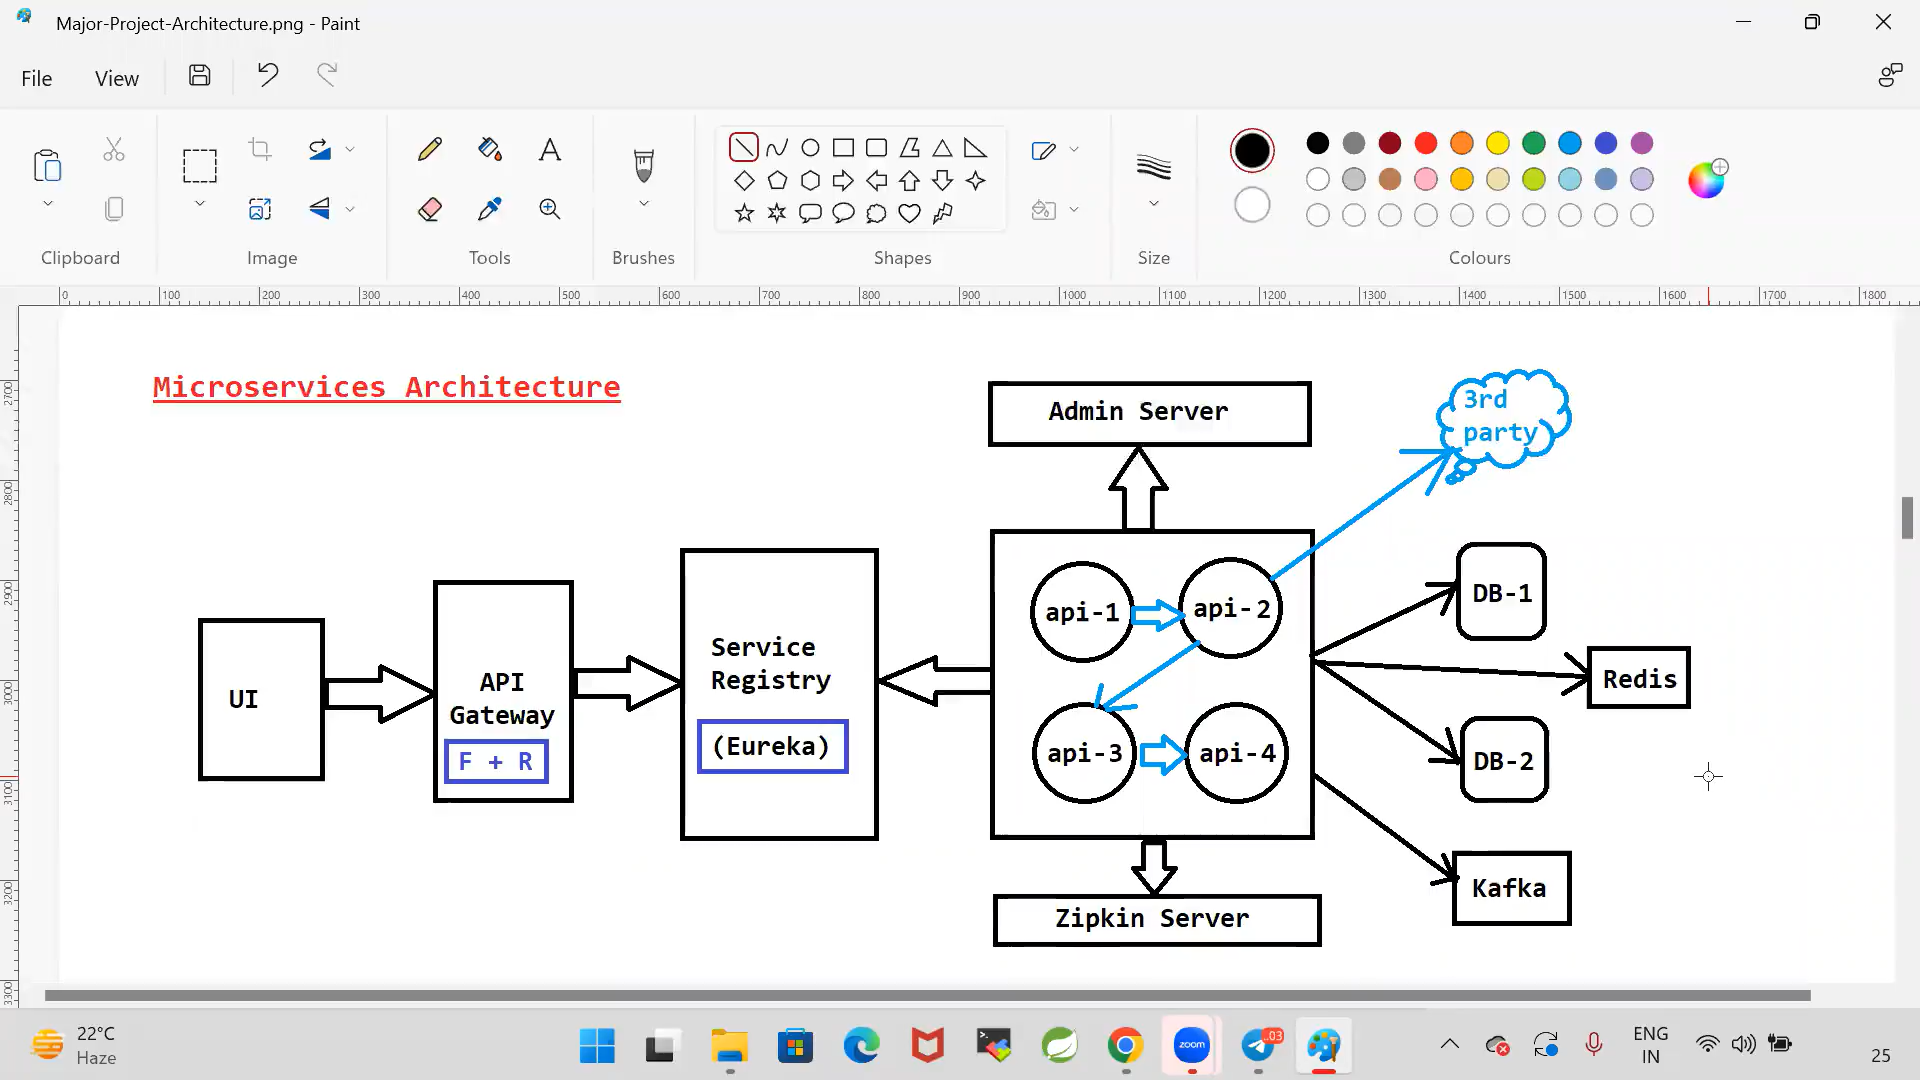 Major-Project-Architecture.png - Paint
File
View
Clipboard
Image
Tools
Brushes
Shapes
Size
Colours
0 100 200 300 400 500 600 700 800 900 1000 1100 1200 1300 1400 1500 1600 1700 1800
2700
2800
2900
3000
3100
3200
3300
Microservices Architecture
Admin Server
3rd
party
UI
API
Gateway
F + R
Service
Registry
(Eureka)
api-1
api-2
api-3
api-4
DB-1
Redis
DB-2
Kafka
Zipkin Server
22°C
Haze
zoom
03
ENG
IN
25